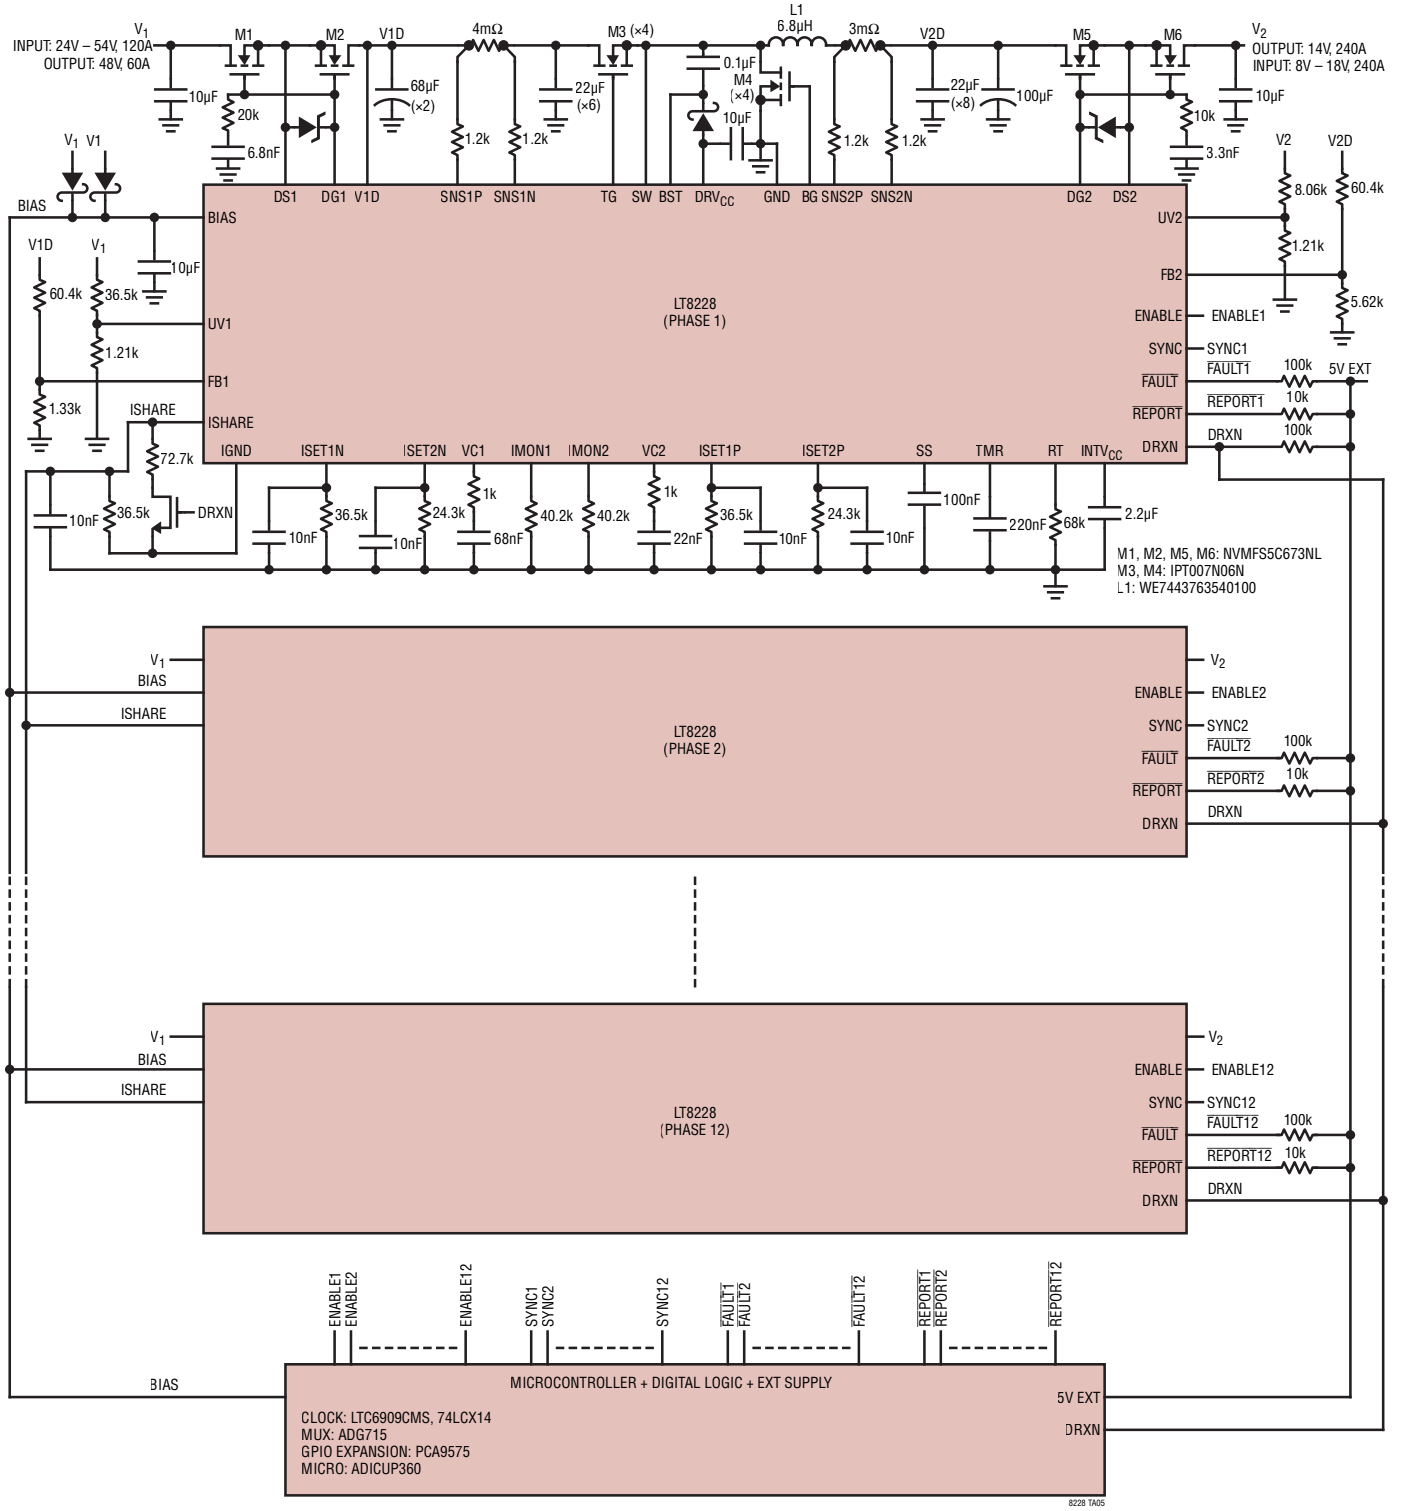 V1
INPUT: 24V – 54V, 120A
OUTPUT: 48V, 60A
M1
M2
V1D
4mΩ
M3 (×4)
L1
6.8µH
3mΩ
V2D
M5
M6
V2
OUTPUT: 14V, 240A
INPUT: 8V – 18V, 240A
10µF
20k
6.8nF
68µF
(×2)
1.2k
1.2k
22µF
(×6)
0.1µF
M4
(×4)
10µF
1.2k
1.2k
22µF
(×8)
100µF
10k
3.3nF
10µF
V1 V1
BIAS
V1D
V1
10µF
60.4k
36.5k
1.21k
1.33k
V2
V2D
8.06k
60.4k
1.21k
5.62k
DS1
DG1
V1D
SNS1P
SNS1N
TG
SW
BST
DRVCC
GND
BG
SNS2P
SNS2N
DG2
DS2
BIAS
UV1
FB1
ISHARE
LT8228
(PHASE 1)
UV2
FB2
ENABLE
ENABLE1
SYNC
SYNC1
FAULT
FAULT1
100k
5V EXT
REPORT
REPORT1
10k
DRXN
DRXN
100k
ISHARE
IGND
ISET1N
ISET2N
VC1
IMON1
IMON2
VC2
ISET1P
ISET2P
SS
TMR
RT
INTVCC
72.7k
DRXN
10nF
36.5k
10nF
36.5k
10nF
24.3k
1k
68nF
40.2k
40.2k
1k
22nF
36.5k
10nF
24.3k
10nF
100nF
220nF
68k
2.2µF
M1, M2, M5, M6: NVMFS5C673NL
M3, M4: IPT007N06N
L1: WE7443763540100
V1
BIAS
ISHARE
LT8228
(PHASE 2)
V2
ENABLE
ENABLE2
SYNC
SYNC2
FAULT
FAULT2
100k
REPORT
REPORT2
10k
DRXN
DRXN
V1
BIAS
ISHARE
LT8228
(PHASE 12)
V2
ENABLE
ENABLE12
SYNC
SYNC12
FAULT
FAULT12
100k
REPORT
REPORT12
10k
DRXN
DRXN
ENABLE1
ENABLE2
ENABLE12
SYNC1
SYNC2
SYNC12
FAULT1
FAULT2
FAULT12
REPORT1
REPORT2
REPORT12
BIAS
MICROCONTROLLER + DIGITAL LOGIC + EXT SUPPLY
5V EXT
DRXN
CLOCK: LTC6909CMS, 74LCX14
MUX: ADG715
GPIO EXPANSION: PCA9575
MICRO: ADICUP360
8228 TA05